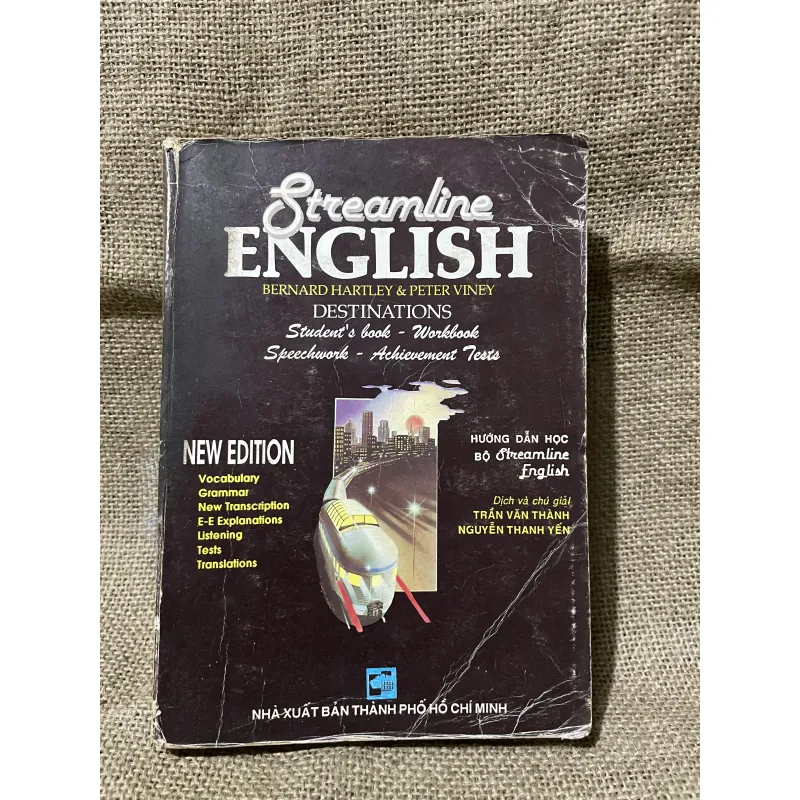 Streamline
ENGLISH
BERNARD HARTLEY & PETER VINEY
DESTINATIONS
Student's book - Workbook
Speechwork - Achievement Tests
NEW EDITION
Vocabulary
Grammar
New Transcription
E-E Explanations
Listening
Tests
Translations
HƯỚNG DẪN HỌC
BỘ Streamline
English
Dịch và chú giải
TRẦN VĂN THÀNH
NGUYỄN THANH YẾN
NHÀ XUẤT BẢN THÀNH PHỐ HỒ CHÍ MINH